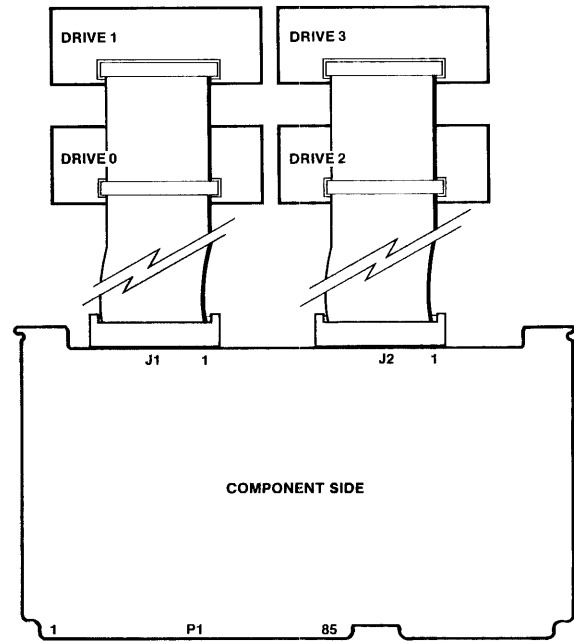 DRIVE 1
DRIVE 3
DRIVE 0
DRIVE 2
J1 1
J2 1
COMPONENT SIDE
1 P1 85